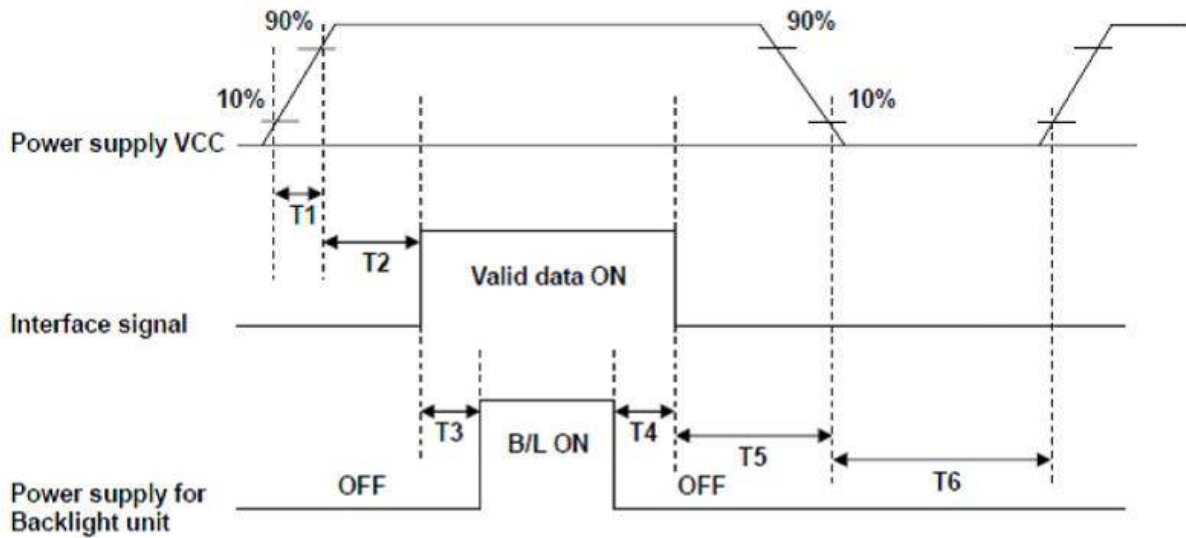 90%
90%
10%
10%
Power supply VCC
T1
T2
Valid data ON
Interface signal
T3
B/L ON
T4
T5
T6
OFF
OFF
Power supply for
Backlight unit